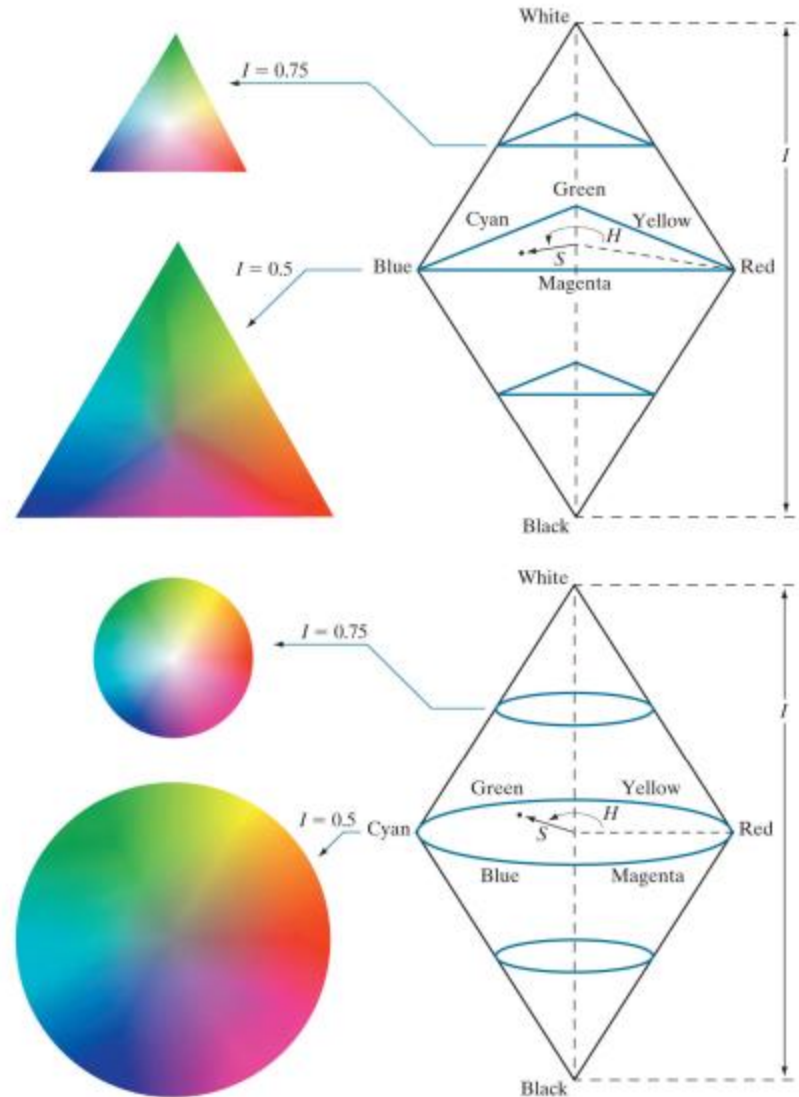 White
I = 0.75
I
Green
Cyan
Yellow
H
I = 0.5
Blue
S
Red
Magenta
Black
White
I = 0.75
I
Green
Yellow
I = 0.5
Cyan
H
S
Red
Blue
Magenta
Black